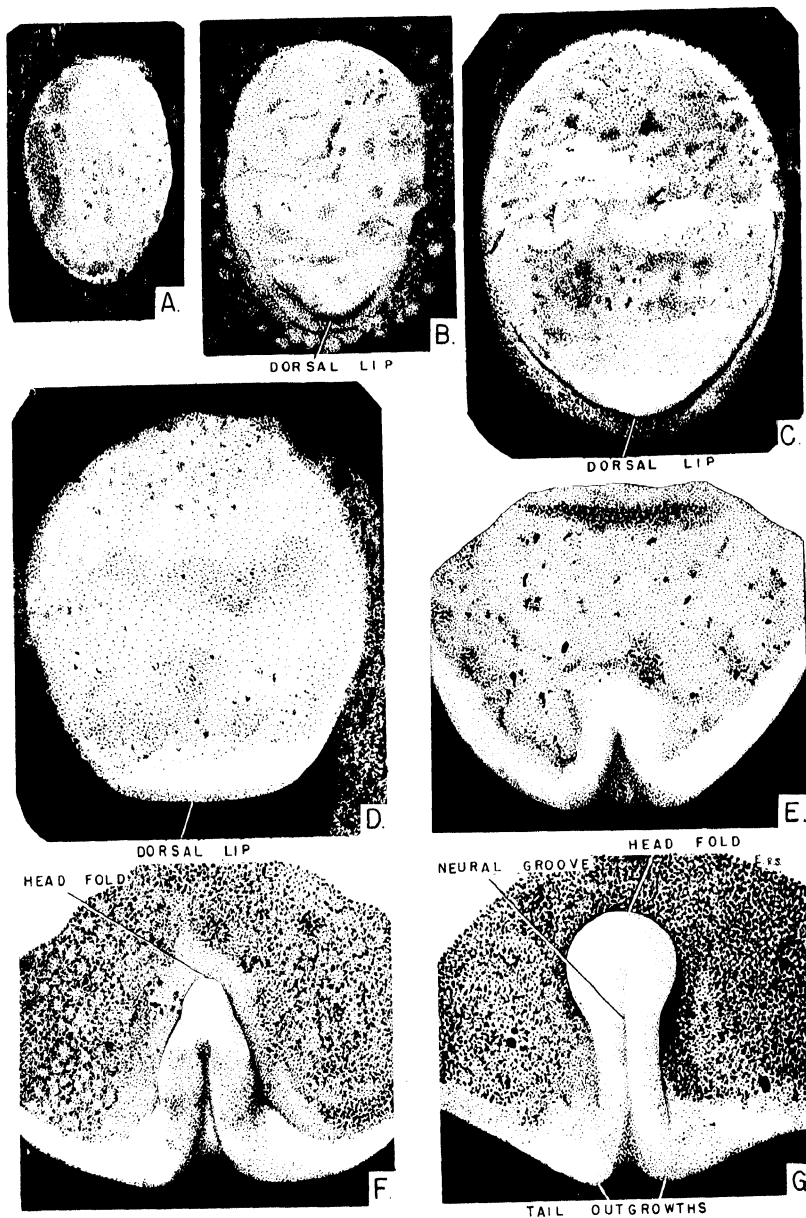 A.
B.
DORSAL LIP
C.
DORSAL LIP
D.
DORSAL LIP
E.
HEAD FOLD
F.
NEURAL GROOVE
HEAD FOLD
G
TAIL OUTGROWTHS